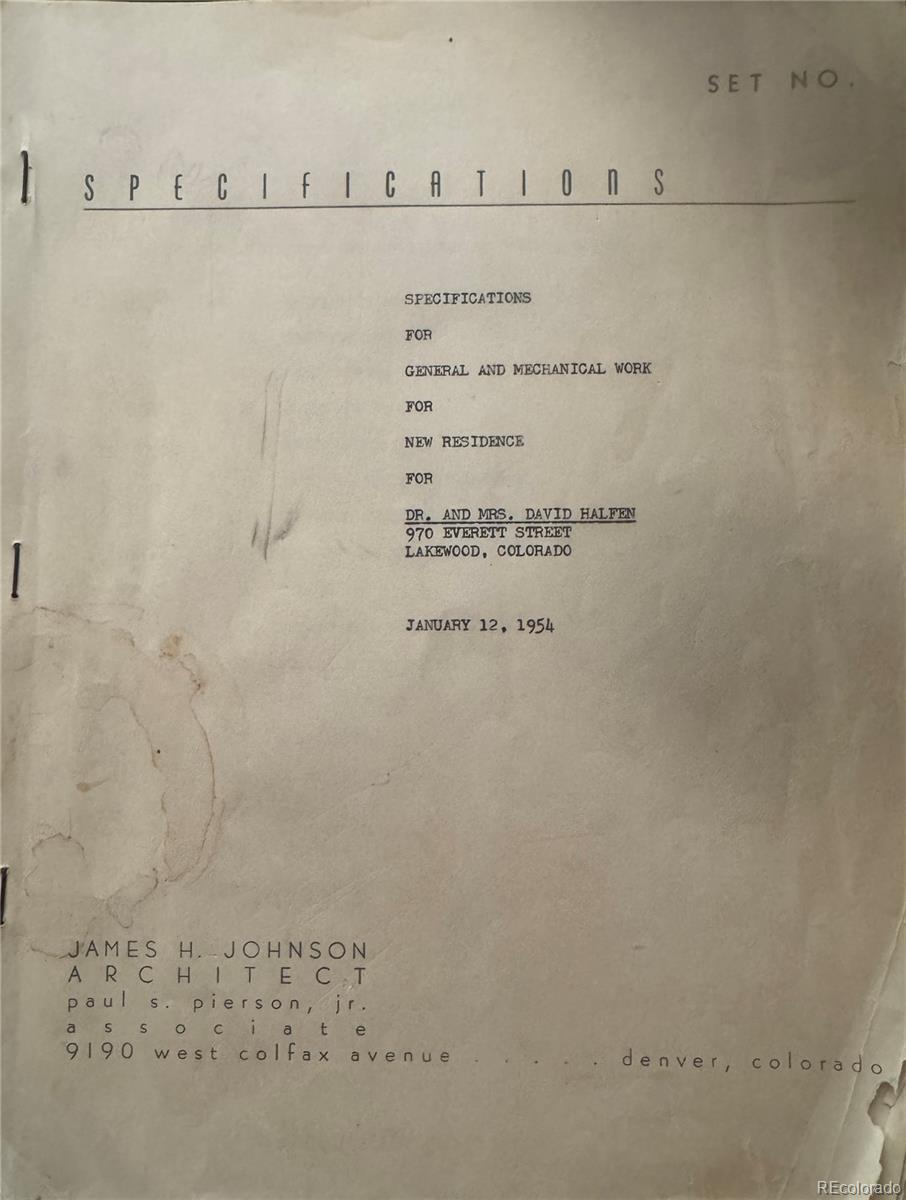 SET NO.
SPECIFICATIONS
SPECIFICATIONS
FOR
GENERAL AND MECHANICAL WORK
FOR
NEW RESIDENCE
FOR
DR. AND MRS. DAVID HALFEN
970 EVERETT STREET
LAKEWOOD, COLORADO
JANUARY 12, 1954
JAMES H. JOHNSON
ARCHITECT
paul s. pierson, jr.
associate
9190 west colfax avenue . . . . . denver, colorado
REcolorado